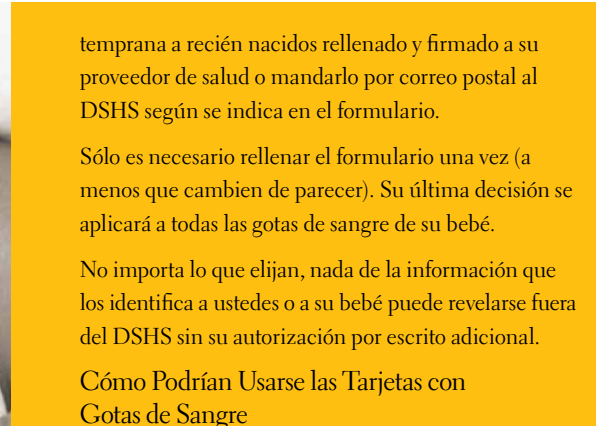 temprana a recién nacidos rellenado y firmado a su
proveedor de salud o mandarlo por correo postal al
DSHS según se indica en el formulario.
Sólo es necesario rellenar el formulario una vez (a
menos que cambien de parecer). Su última decisión se
aplicará a todas las gotas de sangre de su bebé.
No importa lo que elijan, nada de la información que
los identifica a ustedes o a su bebé puede revelarse fuera
del DSHS sin su autorización por escrito adicional.
Cómo Podrían Usarse las Tarjetas con
Gotas de Sangre